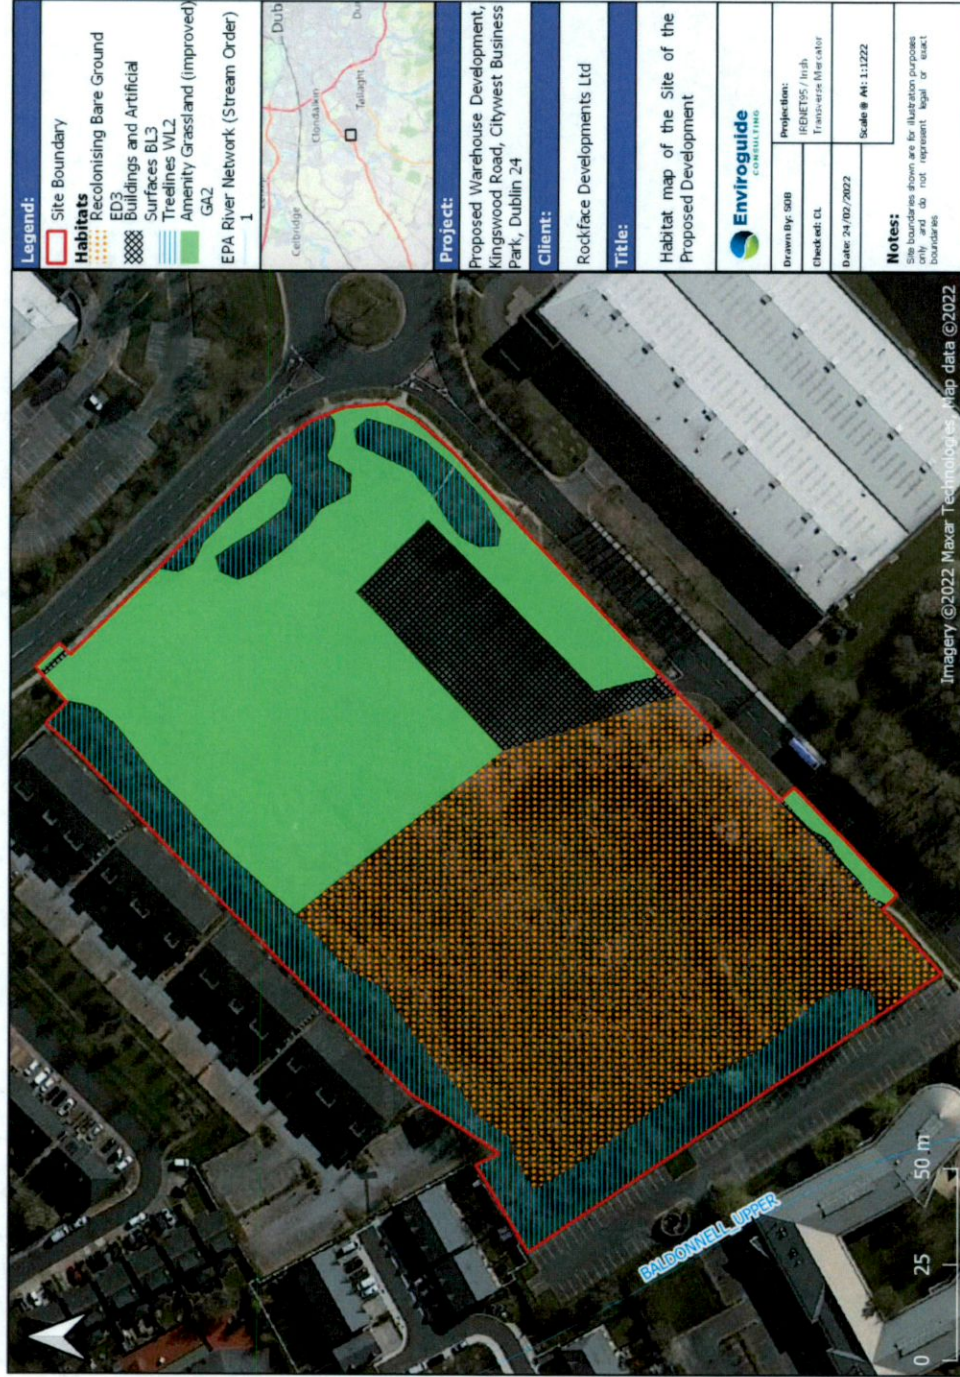 Legend:
Site Boundary
Habitats
Recolonising Bare Ground
ED3
Buildings and Artificial
Surfaces BL3
Treelines WL2
Amenity Grassland (improved)
GA2
EPA River Network (Stream Order)
1
Dub
Du
Clondalkin
Celbridge
Tallaght
Project:
Proposed Warehouse Development,
Kingswood Road, Citywest Business
Park, Dublin 24
Client:
Rockface Developments Ltd
Title:
Habitat map of the Site of the
Proposed Development
Enviroguide
CONSULTING
Drawn By: SOB
Checked: CL
Date: 24/02/2022
Projection:
IRENET95 / Irish
Transverse Mercator
Scale @ A4: 1:1222
Notes:
Site boundaries shown are for illustration purposes
only and do not represent legal or exact
boundaries
BALDONNELL_UPPER
0 25 50 m
Imagery ©2022 Maxar Technologies, Map data ©2022